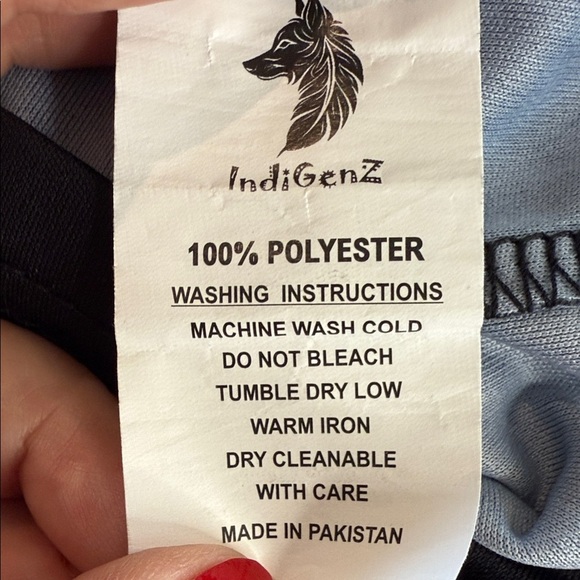 IndiGenZ
100% POLYESTER
WASHING INSTRUCTIONS
MACHINE WASH COLD
DO NOT BLEACH
TUMBLE DRY LOW
WARM IRON
DRY CLEANABLE
WITH CARE
MADE IN PAKISTAN